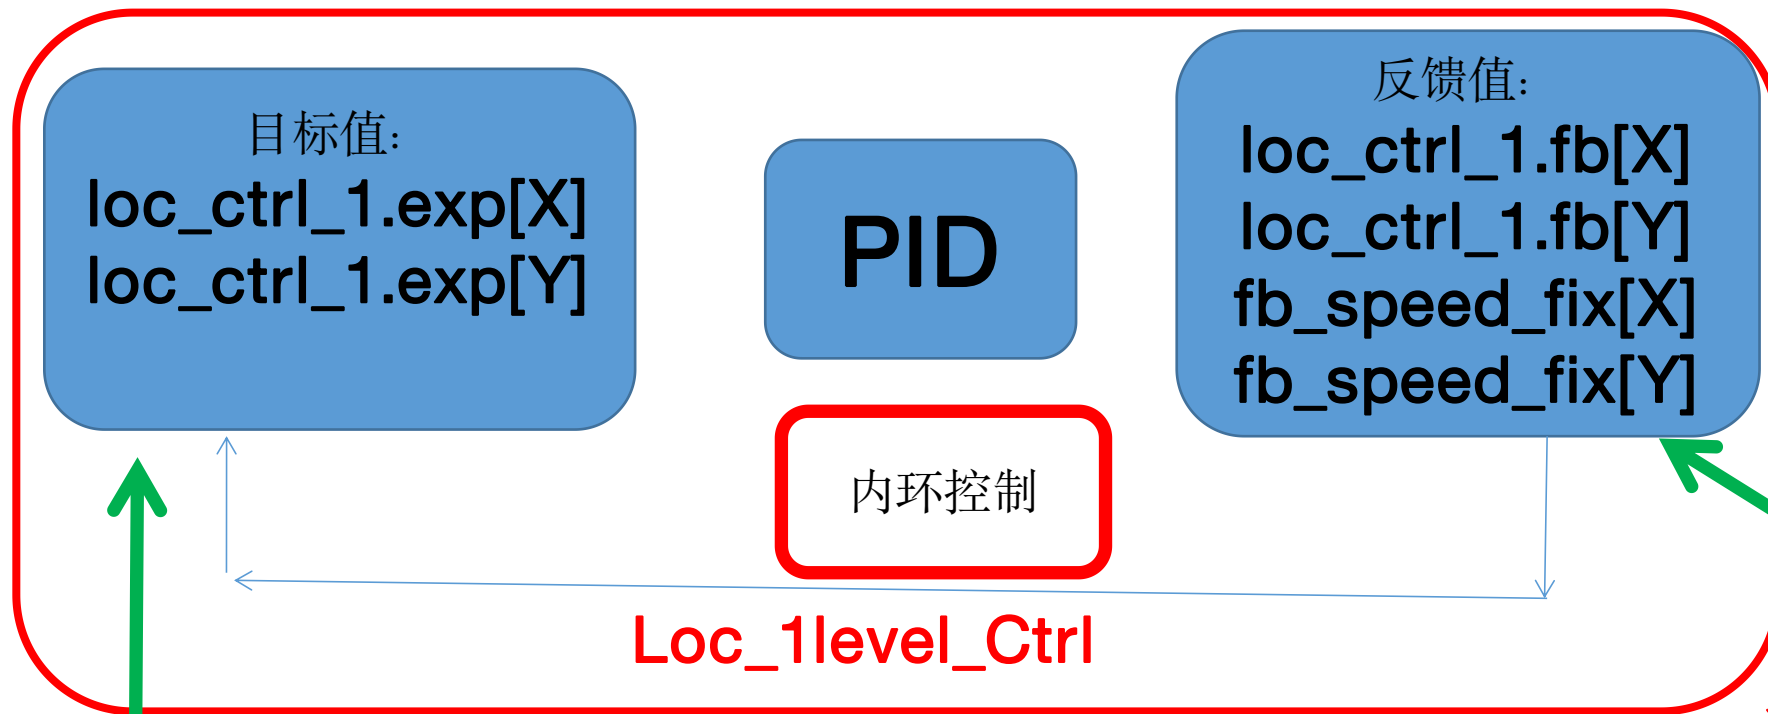 目标值:
loc_ctrl_1.exp[X]
loc_ctrl_1.exp[Y]
PID
反馈值:
loc_ctrl_1.fb[X]
loc_ctrl_1.fb[Y]
fb_speed_fix[X]
fb_speed_fix[Y]
内环控制
Loc_1level_Ctrl